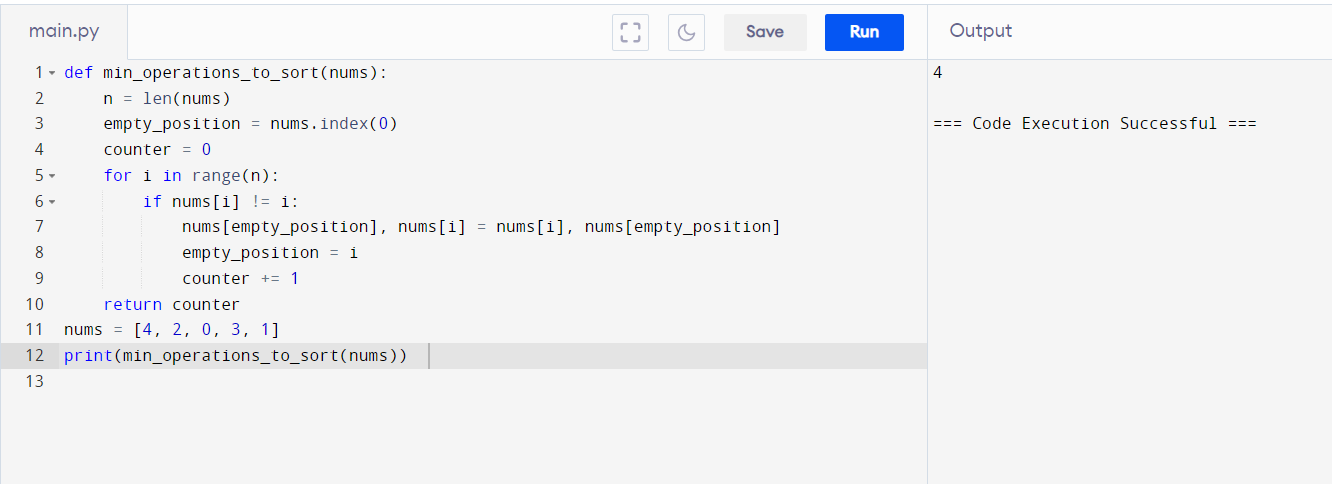 main.py Save Run Output
1 def min_operations_to_sort(nums): 4
2 n = len(nums)
3 empty_position = nums.index(0) === Code Execution Successful ===
4 counter = 0
5 for i in range(n):
6 if nums[i] != i:
7 nums[empty_position], nums[i] = nums[i], nums[empty_position]
8 empty_position = i
9 counter += 1
10 return counter
11 nums = [4, 2, 0, 3, 1]
12 print(min_operations_to_sort(nums))
13